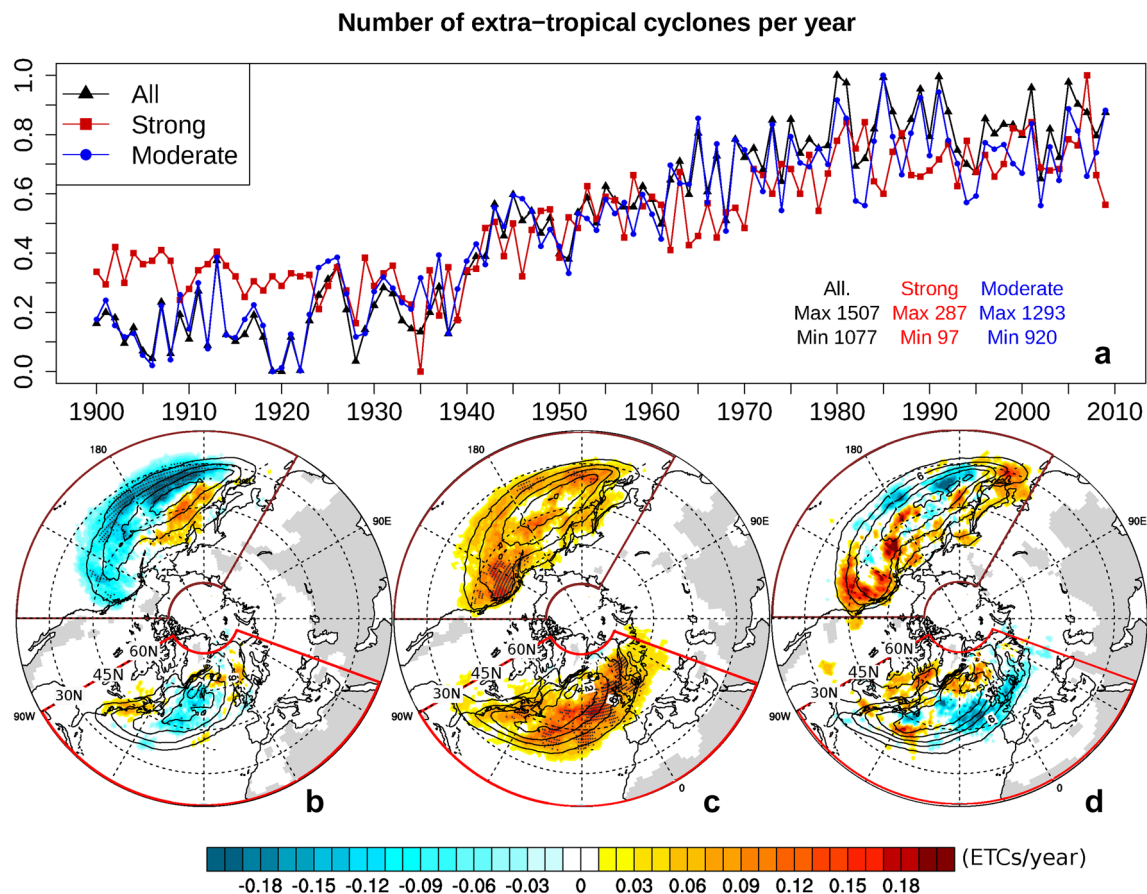 Number of extra−tropical cyclones per year
1.0
0.8
0.6
0.4
0.2
0.0
All
Strong
Moderate
All. Strong Moderate
Max 1507 Max 287 Max 1293
Min 1077 Min 97 Min 920
a
1900 1910 1920 1930 1940 1950 1960 1970 1980 1990 2000 2010
180 180 180
90E 90E 90E
60N 60N 60N
45N 45N 45N
30N 30N 30N
90W 90W 90W
0 0
b c d
-0.18 -0.15 -0.12 -0.09 -0.06 -0.03 0 0.03 0.06 0.09 0.12 0.15 0.18 (ETCs/year)